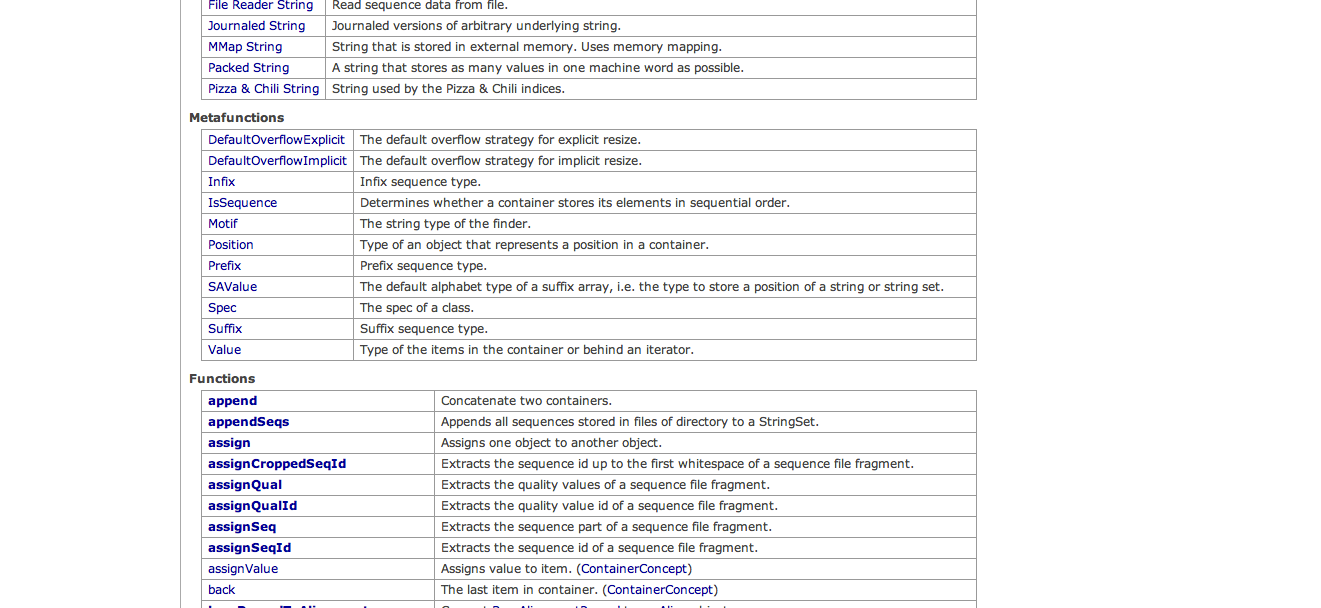 File Reader String Read sequence data from file.
Journaled String Journaled versions of arbitrary underlying string.
MMap String String that is stored in external memory. Uses memory mapping.
Packed String A string that stores as many values in one machine word as possible.
Pizza & Chili String String used by the Pizza & Chili indices.
Metafunctions
DefaultOverflowExplicit The default overflow strategy for explicit resize.
DefaultOverflowImplicit The default overflow strategy for implicit resize.
Infix Infix sequence type.
IsSequence Determines whether a container stores its elements in sequential order.
Motif The string type of the finder.
Position Type of an object that represents a position in a container.
Prefix Prefix sequence type.
SAValue The default alphabet type of a suffix array, i.e. the type to store a position of a string or string set.
Spec The spec of a class.
Suffix Suffix sequence type.
Value Type of the items in the container or behind an iterator.
Functions
append Concatenate two containers.
appendSeqs Appends all sequences stored in files of directory to a StringSet.
assign Assigns one object to another object.
assignCroppedSeqId Extracts the sequence id up to the first whitespace of a sequence file fragment.
assignQual Extracts the quality values of a sequence file fragment.
assignQualId Extracts the quality value id of a sequence file fragment.
assignSeq Extracts the sequence part of a sequence file fragment.
assignSeqId Extracts the sequence id of a sequence file fragment.
assignValue Assigns value to item. (ContainerConcept)
back The last item in container. (ContainerConcept)